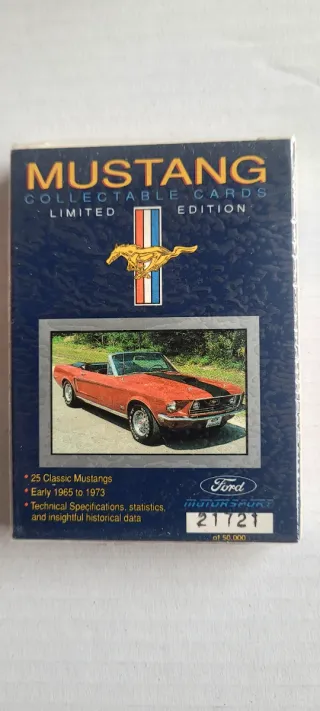 MUSTANG
COLLECTABLE CARDS
LIMITED EDITION
• 25 Classic Mustangs
• Early 1965 to 1973
• Technical Specifications, statistics,
and insightful historical data
Ford
MOTORSPORT
21721
of 50,000